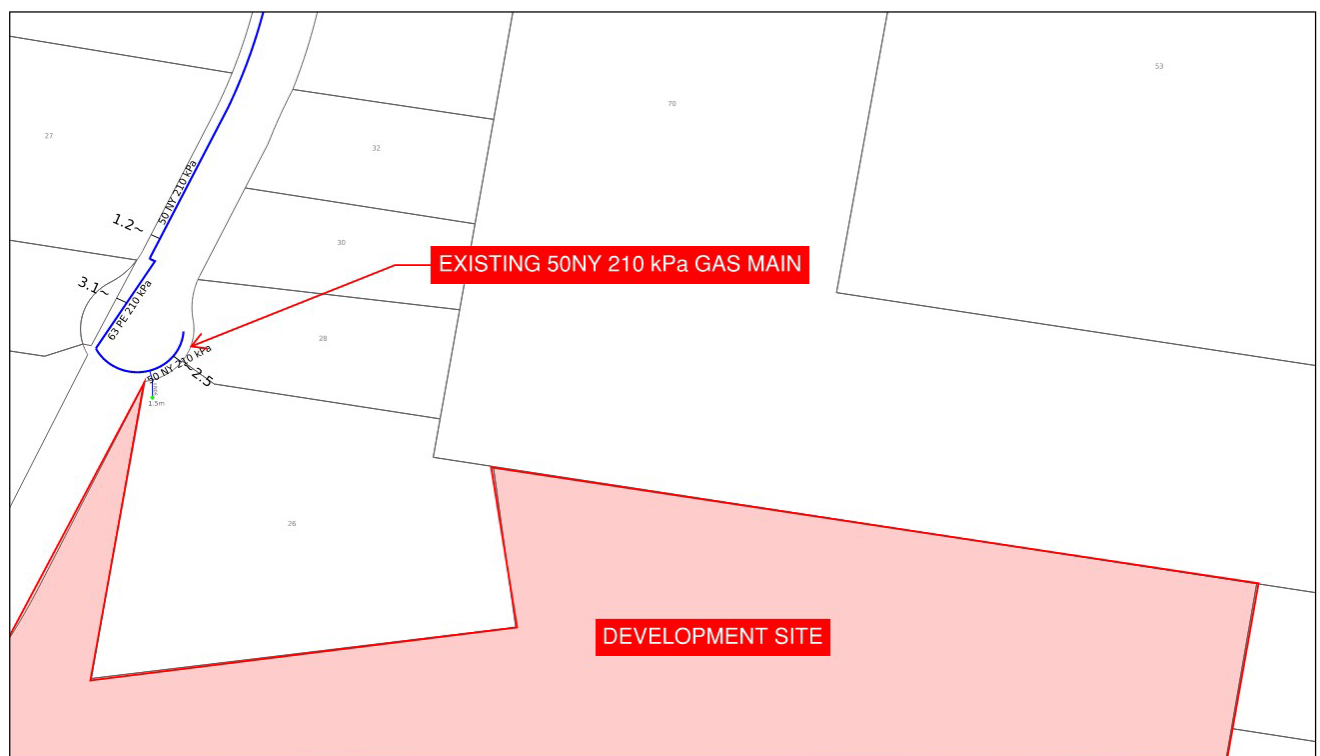 53
70
27
32
50 NY 210 kPa
1.2~
30
EXISTING 50NY 210 kPa GAS MAIN
3.1~
63 PE 210 kPa
28
50 NY 210 kPa
~2.5
1.5m
26
DEVELOPMENT SITE